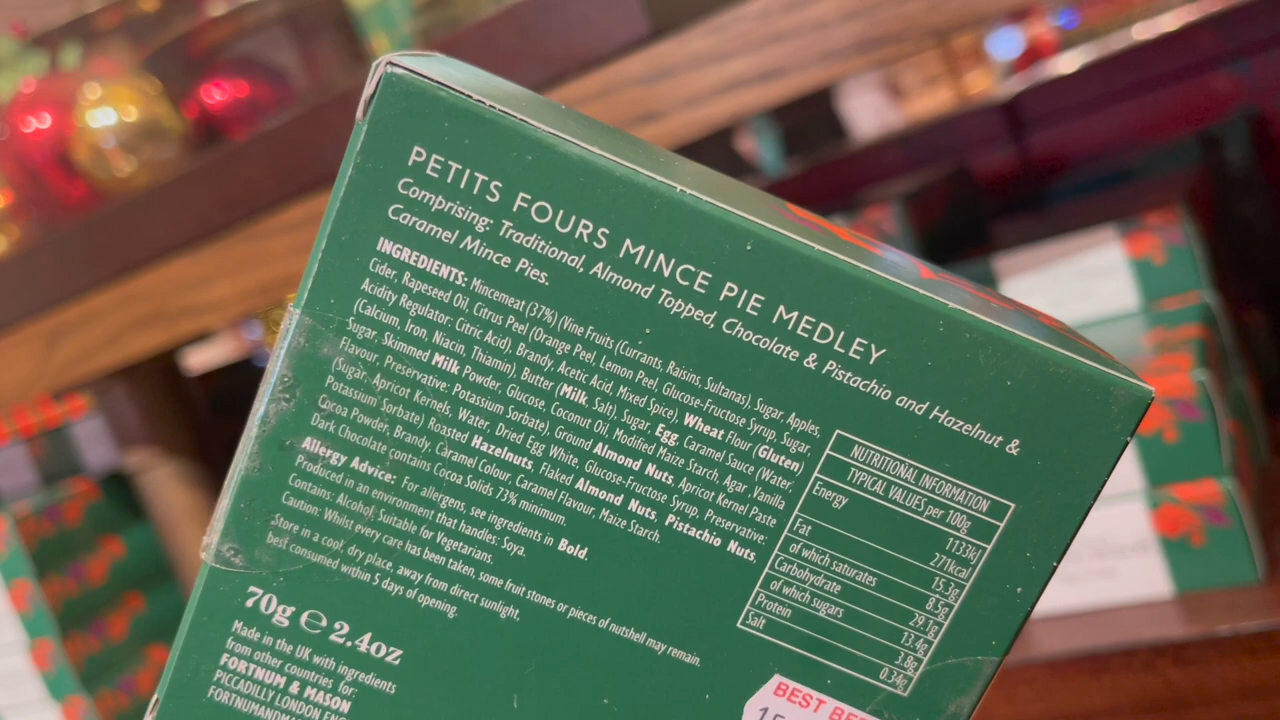 PETITS FOURS MINCE PIE MEDLEY
Comprising: Traditional, Almond Topped, Chocolate & Pistachio and Hazelnut &
Caramel Mince Pies.
INGREDIENTS: Mincemeat (37%) (Vine Fruits (Currants, Raisins, Sultanas), Sugar, Apples,
Cider, Rapeseed Oil, Citrus Peel (Orange Peel, Lemon Peel, Glucose-Fructose Syrup, Sugar,
Acidity Regulator: Citric Acid), Brandy, Acetic Acid, Mixed Spice), Wheat Flour (Gluten)
(Calcium, Iron, Niacin, Thiamin), Butter (Milk, Salt), Sugar, Egg, Caramel Sauce (Water,
Sugar, Skimmed Milk Powder, Glucose, Coconut Oil, Modified Maize Starch, Agar, Vanilla
Flavour, Preservative: Potassium Sorbate), Ground Almond Nuts, Apricot Kernel Paste
(Sugar, Apricot Kernels, Water, Dried Egg White, Glucose-Fructose Syrup, Preservative:
Potassium Sorbate) Roasted Hazelnuts, Flaked Almond Nuts, Pistachio Nuts,
Cocoa Powder, Brandy, Caramel Colour, Caramel Flavour, Maize Starch.
Dark Chocolate contains Cocoa Solids 73% minimum.
Allergy Advice: For allergens, see ingredients in Bold.
Produced in an environment that handles: Soya.
Contains: Alcohol. Suitable for Vegetarians.
Caution: Whilst every care has been taken, some fruit stones or pieces of nutshell may remain.
Store in a cool, dry place, away from direct sunlight,
best consumed within 5 days of opening.
70g e 2.4oz
Made in the UK with ingredients
from other countries for:
FORTNUM & MASON
PICCADILLY LONDON
NUTRITIONAL INFORMATION
TYPICAL VALUES per 100g
Energy 1133kJ
271kcal
Fat 15.5g
of which saturates 8.5g
Carbohydrate 29.1g
of which sugars 13.4g
Protein 3.8g
Salt 0.34g
BEST